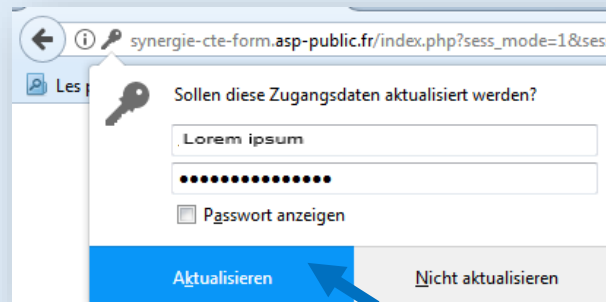 synergie-cte-form.asp-public.fr/index.php?sess_mode=1&ses
Les
Sollen diese Zugangsdaten aktualisiert werden?
Lorem ipsum
•••••••••••••••
Passwort anzeigen
Aktualisieren
Nicht aktualisieren